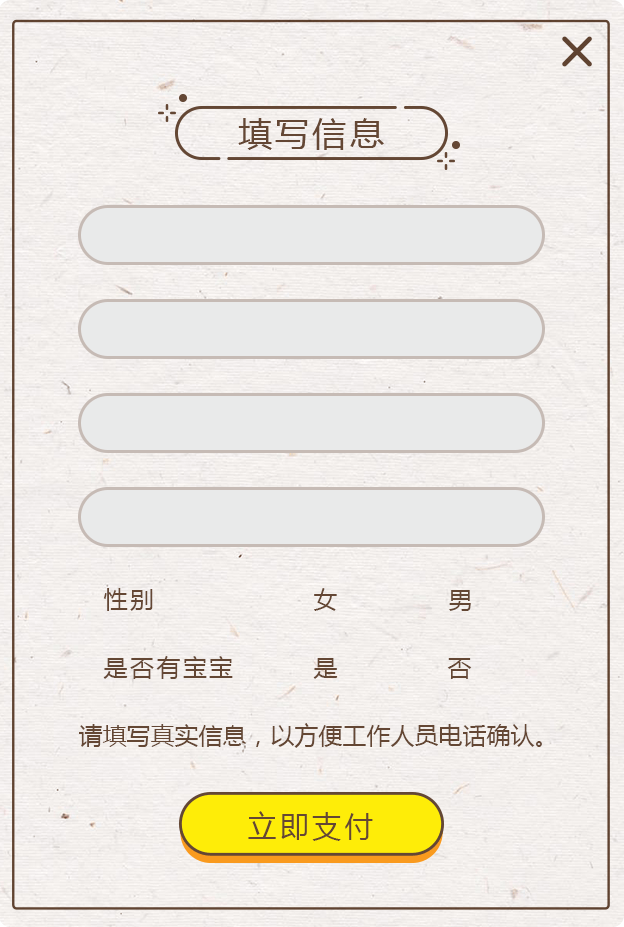 填写信息
性别 女 男
是否有宝宝 是 否
请填写真实信息，以方便工作人员电话确认。
立即支付